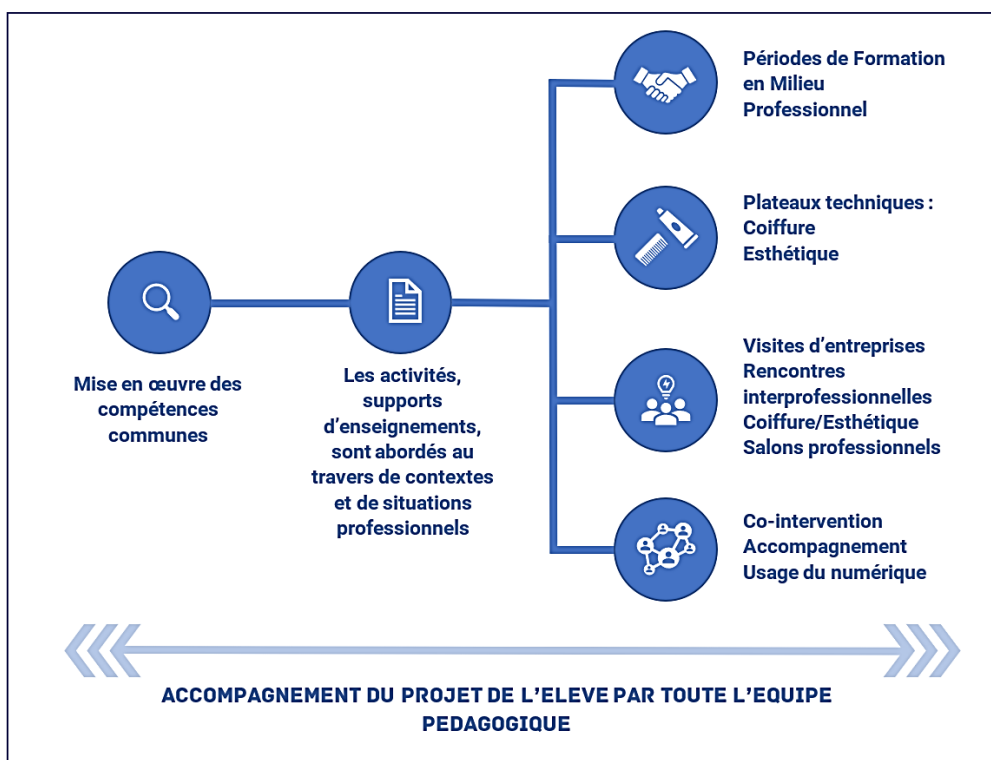 Mise en œuvre des
compétences
communes
Les activités,
supports
d'enseignements,
sont abordés au
travers de contextes
et de situations
professionnels
Périodes de Formation
en Milieu
Professionnel
Plateaux techniques :
Coiffure
Esthétique
Visites d'entreprises
Rencontres
interprofessionnelles
Coiffure/Esthétique
Salons professionnels
Co-intervention
Accompagnement
Usage du numérique
ACCOMPAGNEMENT DU PROJET DE L'ELEVE PAR TOUTE L'EQUIPE
PEDAGOGIQUE